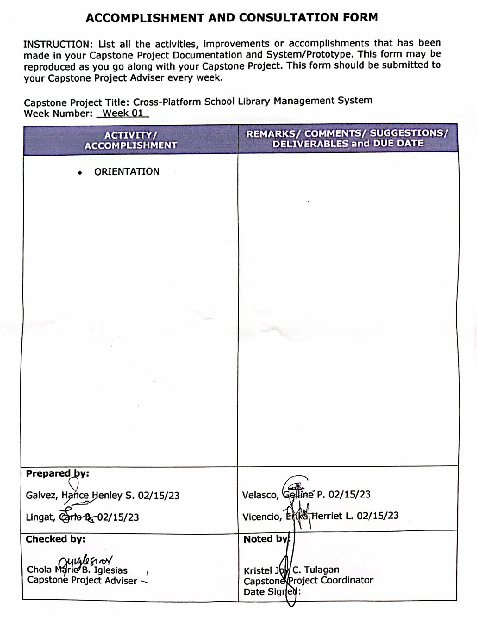 ACCOMPLISHMENT AND CONSULTATION FORM
INSTRUCTION: List all the activities, improvements or accomplishments that has been
made in your Capstone Project Documentation and System/Prototype. This form may be
reproduced as you go along with your Capstone Project. This form should be submitted to
your Capstone Project Adviser every week.
Capstone Project Title: Cross-Platform School Library Management System
Week Number: Week 01
ACTIVITY/
ACCOMPLISHMENT
REMARKS/ COMMENTS/ SUGGESTIONS/
DELIVERABLES and DUE DATE
• ORIENTATION
Prepared by:
Galvez, Hance Henley S. 02/15/23
Velasco, P. 02/15/23
Lingat, Carlo 02/15/23
Vicencio, Herriet L. 02/15/23
Checked by:
Noted by:
Chola Marie B. Iglesias
Capstone Project Adviser
Kristel Joy C. Tulagan
Capstone Project Coordinator
Date Signed: